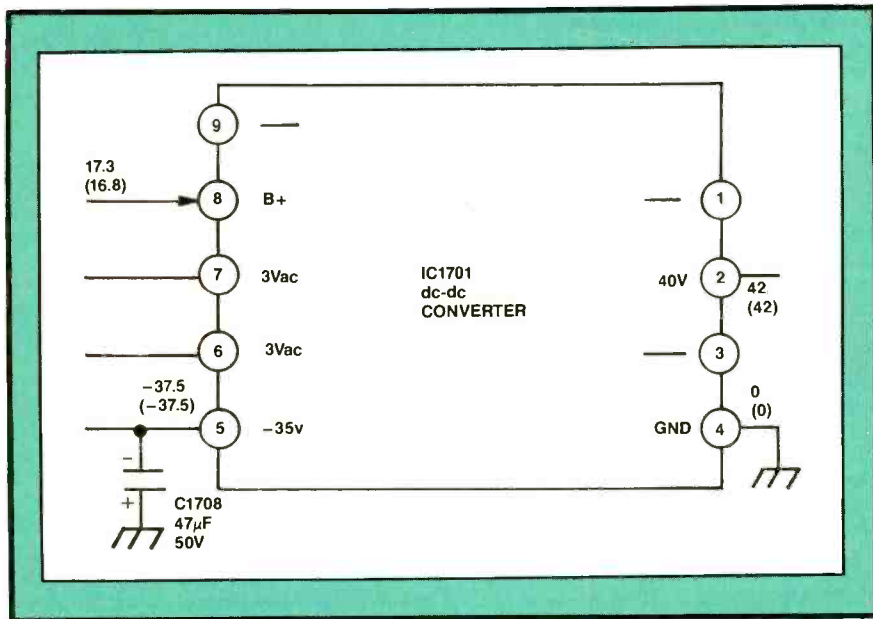 9 —
17.3
(16.8)
8 B+
7 3Vac
6 3Vac
-37.5
(-37.5)
5 -35v
- 
+
C1708
47μF
50V
IC1701
dc-dc
CONVERTER
— 1
40V 2
42
(42)
— 3
0
(0)
GND 4